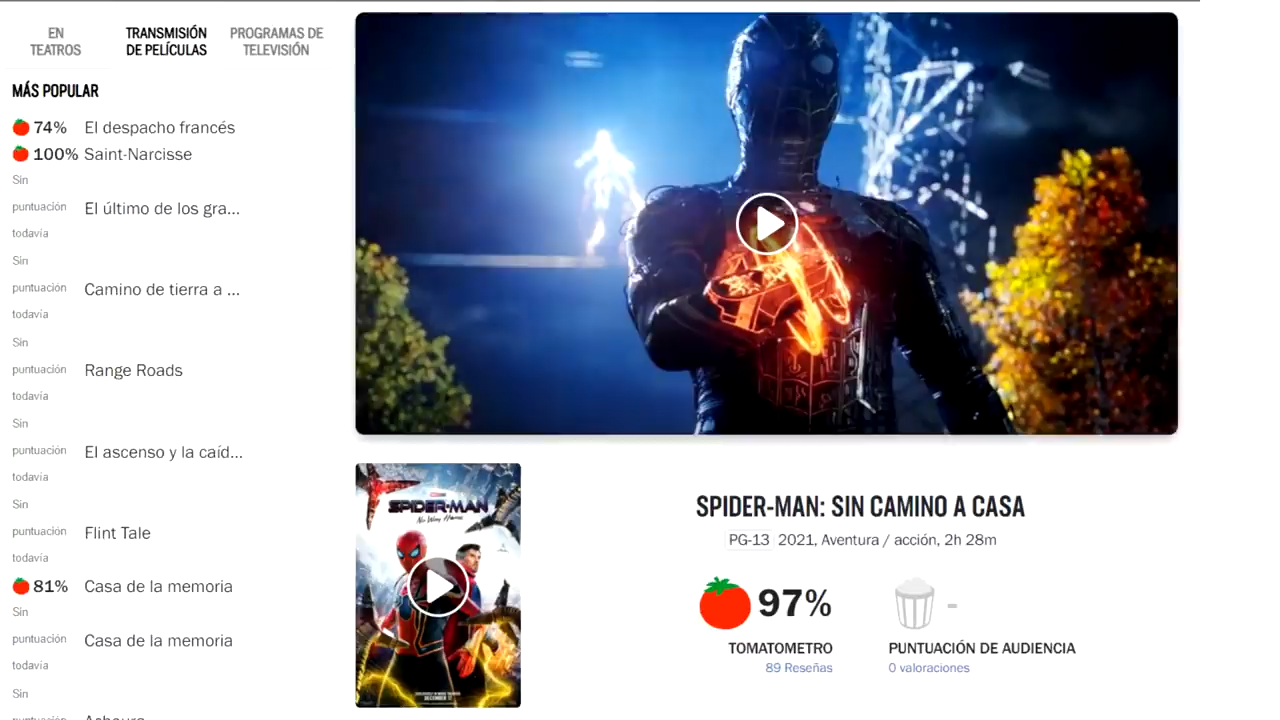 EN
TEATROS
TRANSMISIÓN
DE PELÍCULAS
PROGRAMAS DE
TELEVISIÓN
MÁS POPULAR
74% El despacho francés
100% Saint-Narcisse
Sin
puntuación El último de los gra...
todavía
Sin
puntuación Camino de tierra a ...
todavía
Sin
puntuación Range Roads
todavía
Sin
puntuación El ascenso y la caíd...
todavía
Sin
puntuación Flint Tale
todavía
81% Casa de la memoria
Sin
puntuación Casa de la memoria
todavía
Sin
SPIDER-MAN
No Way Home
SPIDER-MAN: SIN CAMINO A CASA
PG-13 2021, Aventura / acción, 2h 28m
97%
-
TOMATOMETRO
89 Reseñas
PUNTUACIÓN DE AUDIENCIA
0 valoraciones